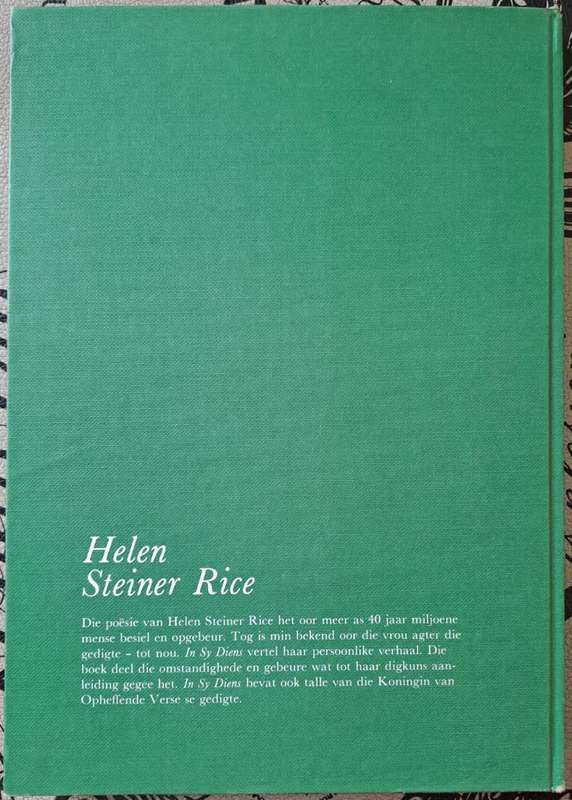 Helen
Steiner Rice
Die poësie van Helen Steiner Rice het oor meer as 40 jaar miljoene
mense besiel en opgebeur. Tog is min bekend oor die vrou agter die
gedigte – tot nou. In Sy Diens vertel haar persoonlike verhaal. Die
boek deel die omstandighede en gebeure wat tot haar digkuns aan-
leiding gegee het. In Sy Diens bevat ook talle van die Koningin van
Opheffende Verse se gedigte.